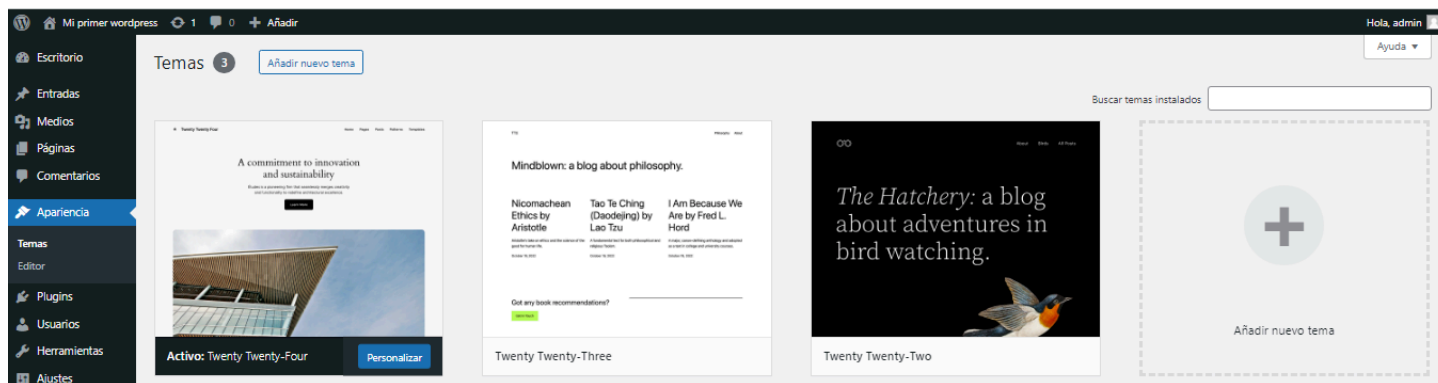 Mi primer wordpress 1 0 Añadir Hola, admin
Ayuda
Escritorio
Entradas
Medios
Páginas
Comentarios
Apariencia
Temas
Editor
Plugins
Usuarios
Herramientas
Ajustes
Temas 3 Añadir nuevo tema
Buscar temas instalados
Twenty Twenty-Four
A commitment to innovation
and sustainability
Activo: Twenty Twenty-Four Personalizar
Mindblown: a blog about philosophy.
Nicomachean
Ethics by
Aristotle
Tao Te Ching
(Daodejing) by
Lao Tzu
I Am Because We
Are by Fred L.
Hord
Got any book recommendations?
Twenty Twenty-Three
The Hatchery: a blog
about adventures in
bird watching.
Twenty Twenty-Two
Añadir nuevo tema